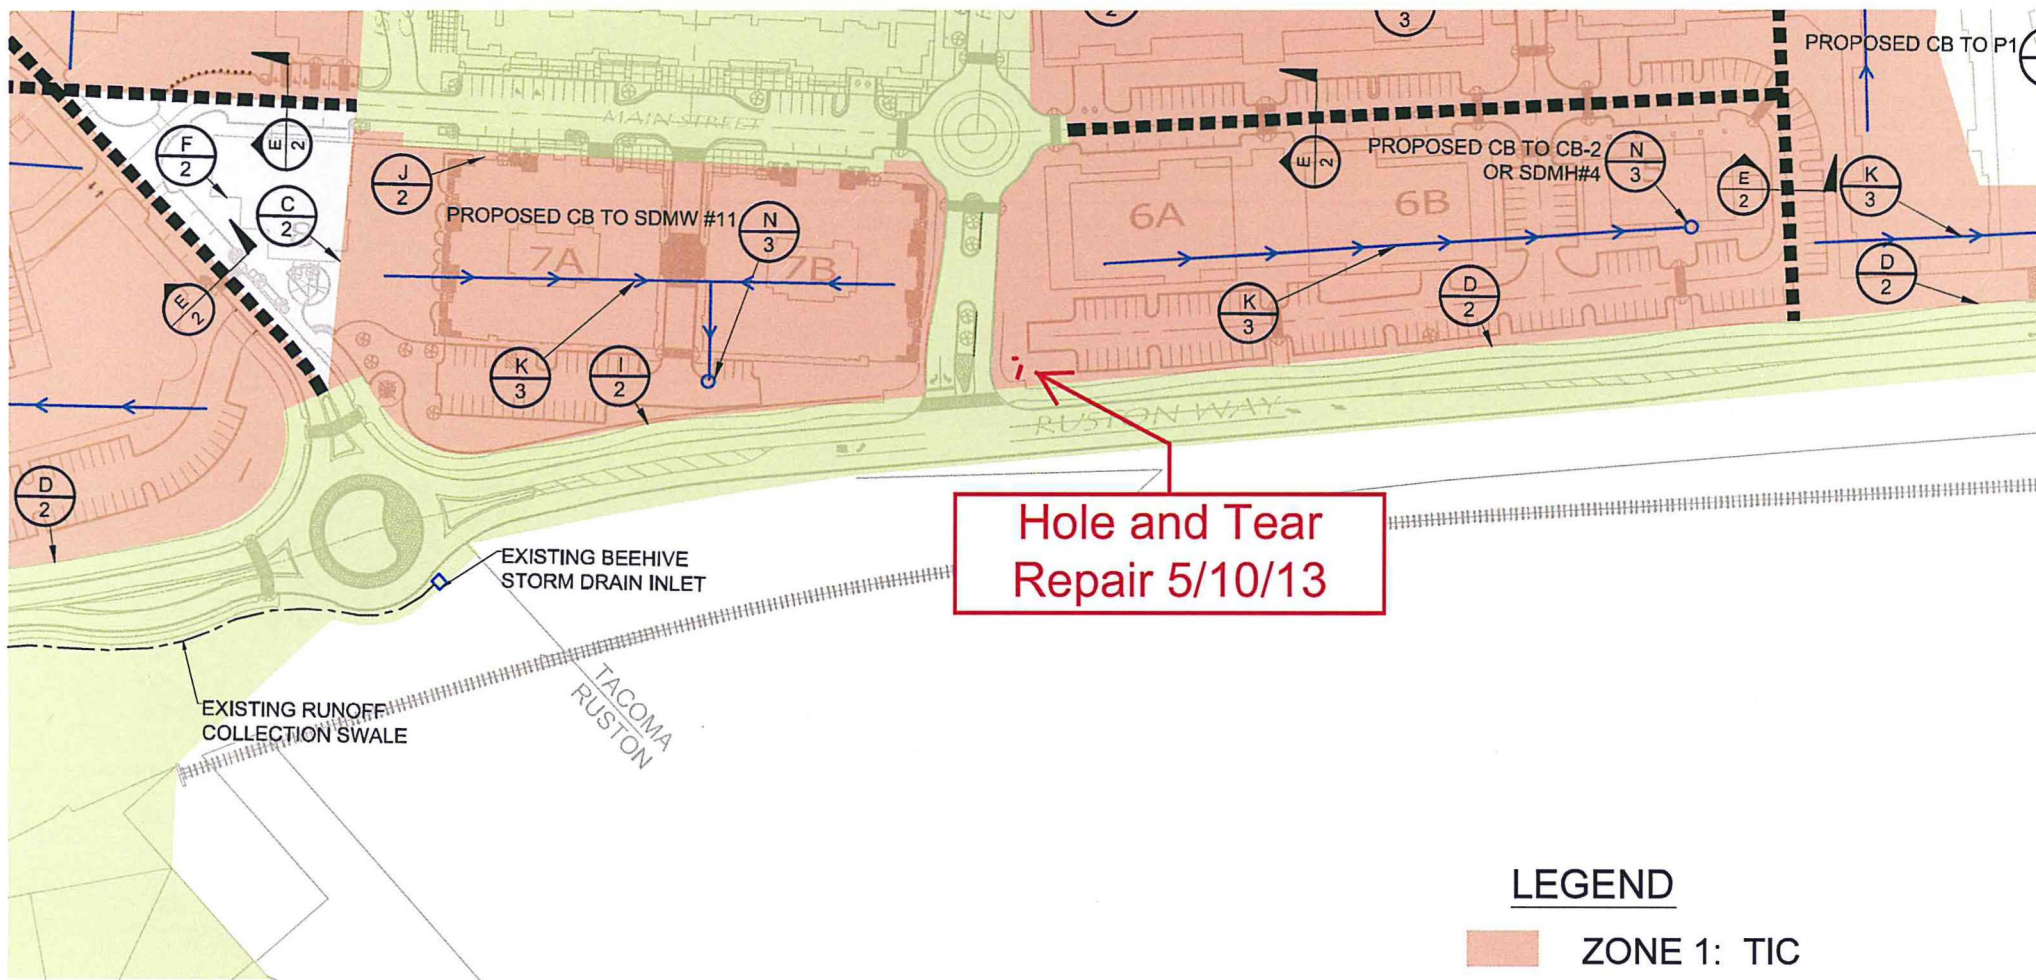 2
3
PROPOSED CB TO P1
MAIN STREET
E
2
F
2
C
2
E
2
J
2
PROPOSED CB TO SDMW #11
N
3
7A
7B
K
3
I
2
E
2
PROPOSED CB TO CB-2
OR SDMH#4
N
3
6A
6B
E
2
K
3
D
2
K
3
D
2
RUSTON WAY
D
2
Hole and Tear
Repair 5/10/13
EXISTING BEEHIVE
STORM DRAIN INLET
EXISTING RUNOFF
COLLECTION SWALE
TACOMA
RUSTON
LEGEND
ZONE 1: TIC